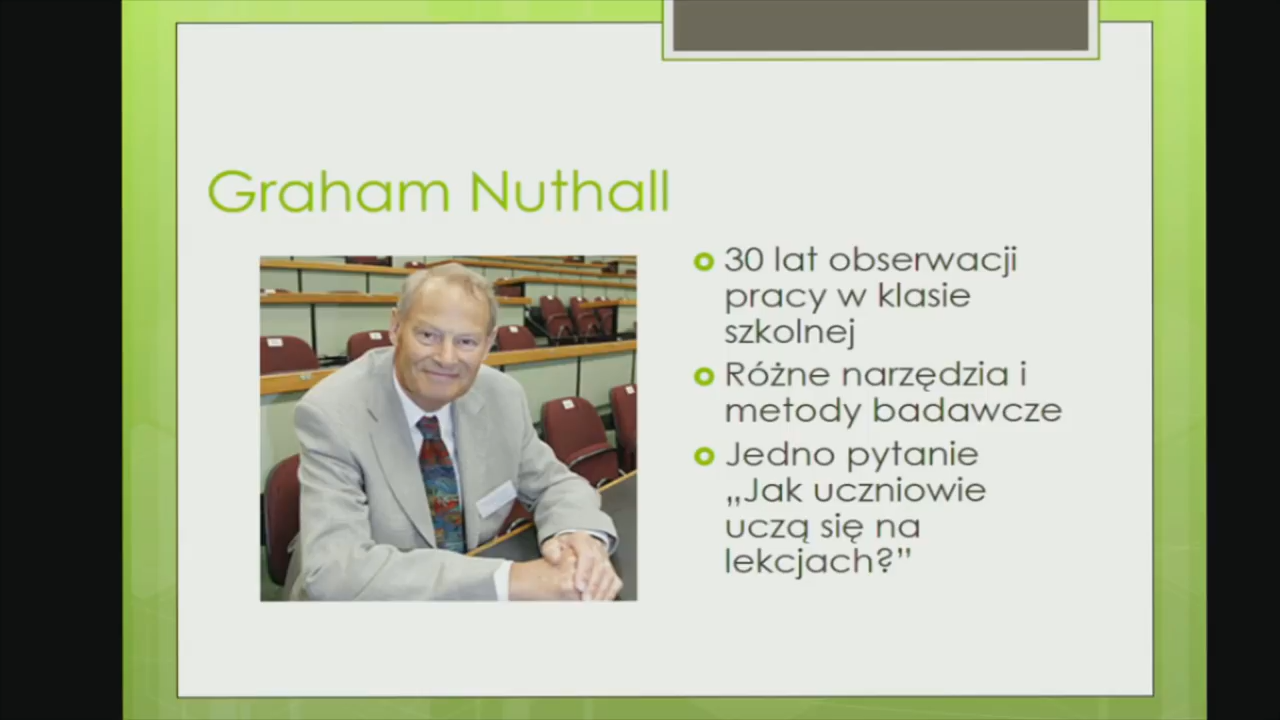 Graham Nuthall
30 lat obserwacji
pracy w klasie
szkolnej
Różne narzędzia i
metody badawcze
Jedno pytanie
„Jak uczniowie
uczą się na
lekcjach?”